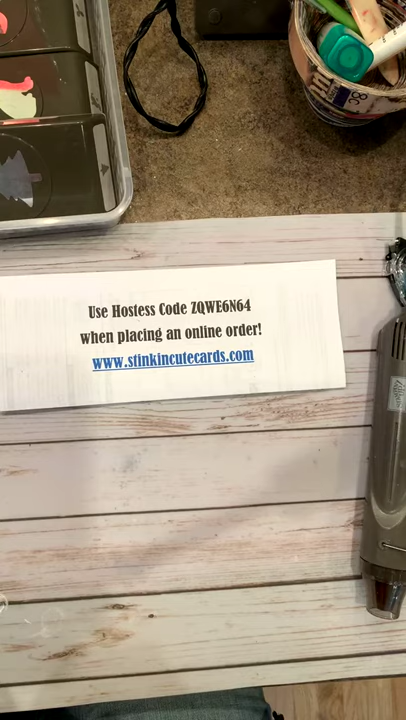 Use Hostess Code ZQWE6N64
when placing an online order!
www.stinkincutecards.com